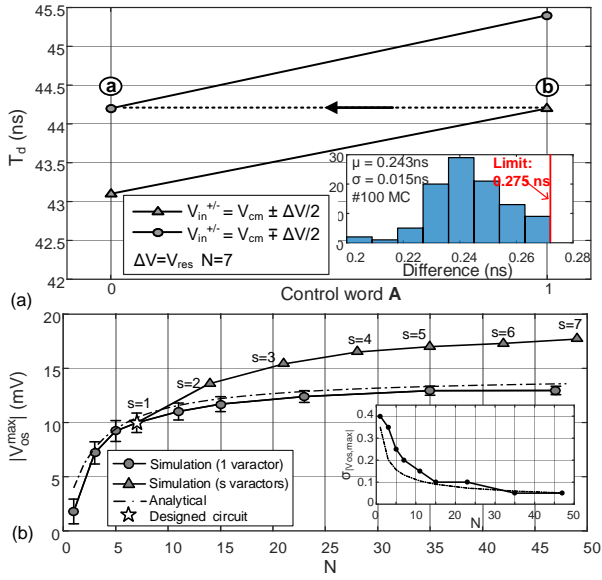 45.5
45
44.5
44
43.5
43
42.5
42
T_d (ns)
a
b
30
20
10
0
μ = 0.243ns
σ = 0.015ns
#100 MC
Limit:
0.275 ns
0.2
0.22
0.24
0.26
0.28
Difference (ns)
V_in^+/- = V_cm ± ΔV/2
V_in^+/- = V_cm ∓ ΔV/2
ΔV=V_res N=7
0
Control word A
1
(a)
20
15
10
5
0
|V_os^max| (mV)
s=1
s=2
s=3
s=4
s=5
s=6
s=7
Simulation (1 varactor)
Simulation (s varactors)
Analytical
Designed circuit
0.4
0.3
0.2
0.1
0
σ_|Vos,max|
0
10
20
30
40
50
N
0
5
10
15
20
25
30
35
40
45
50
N
(b)